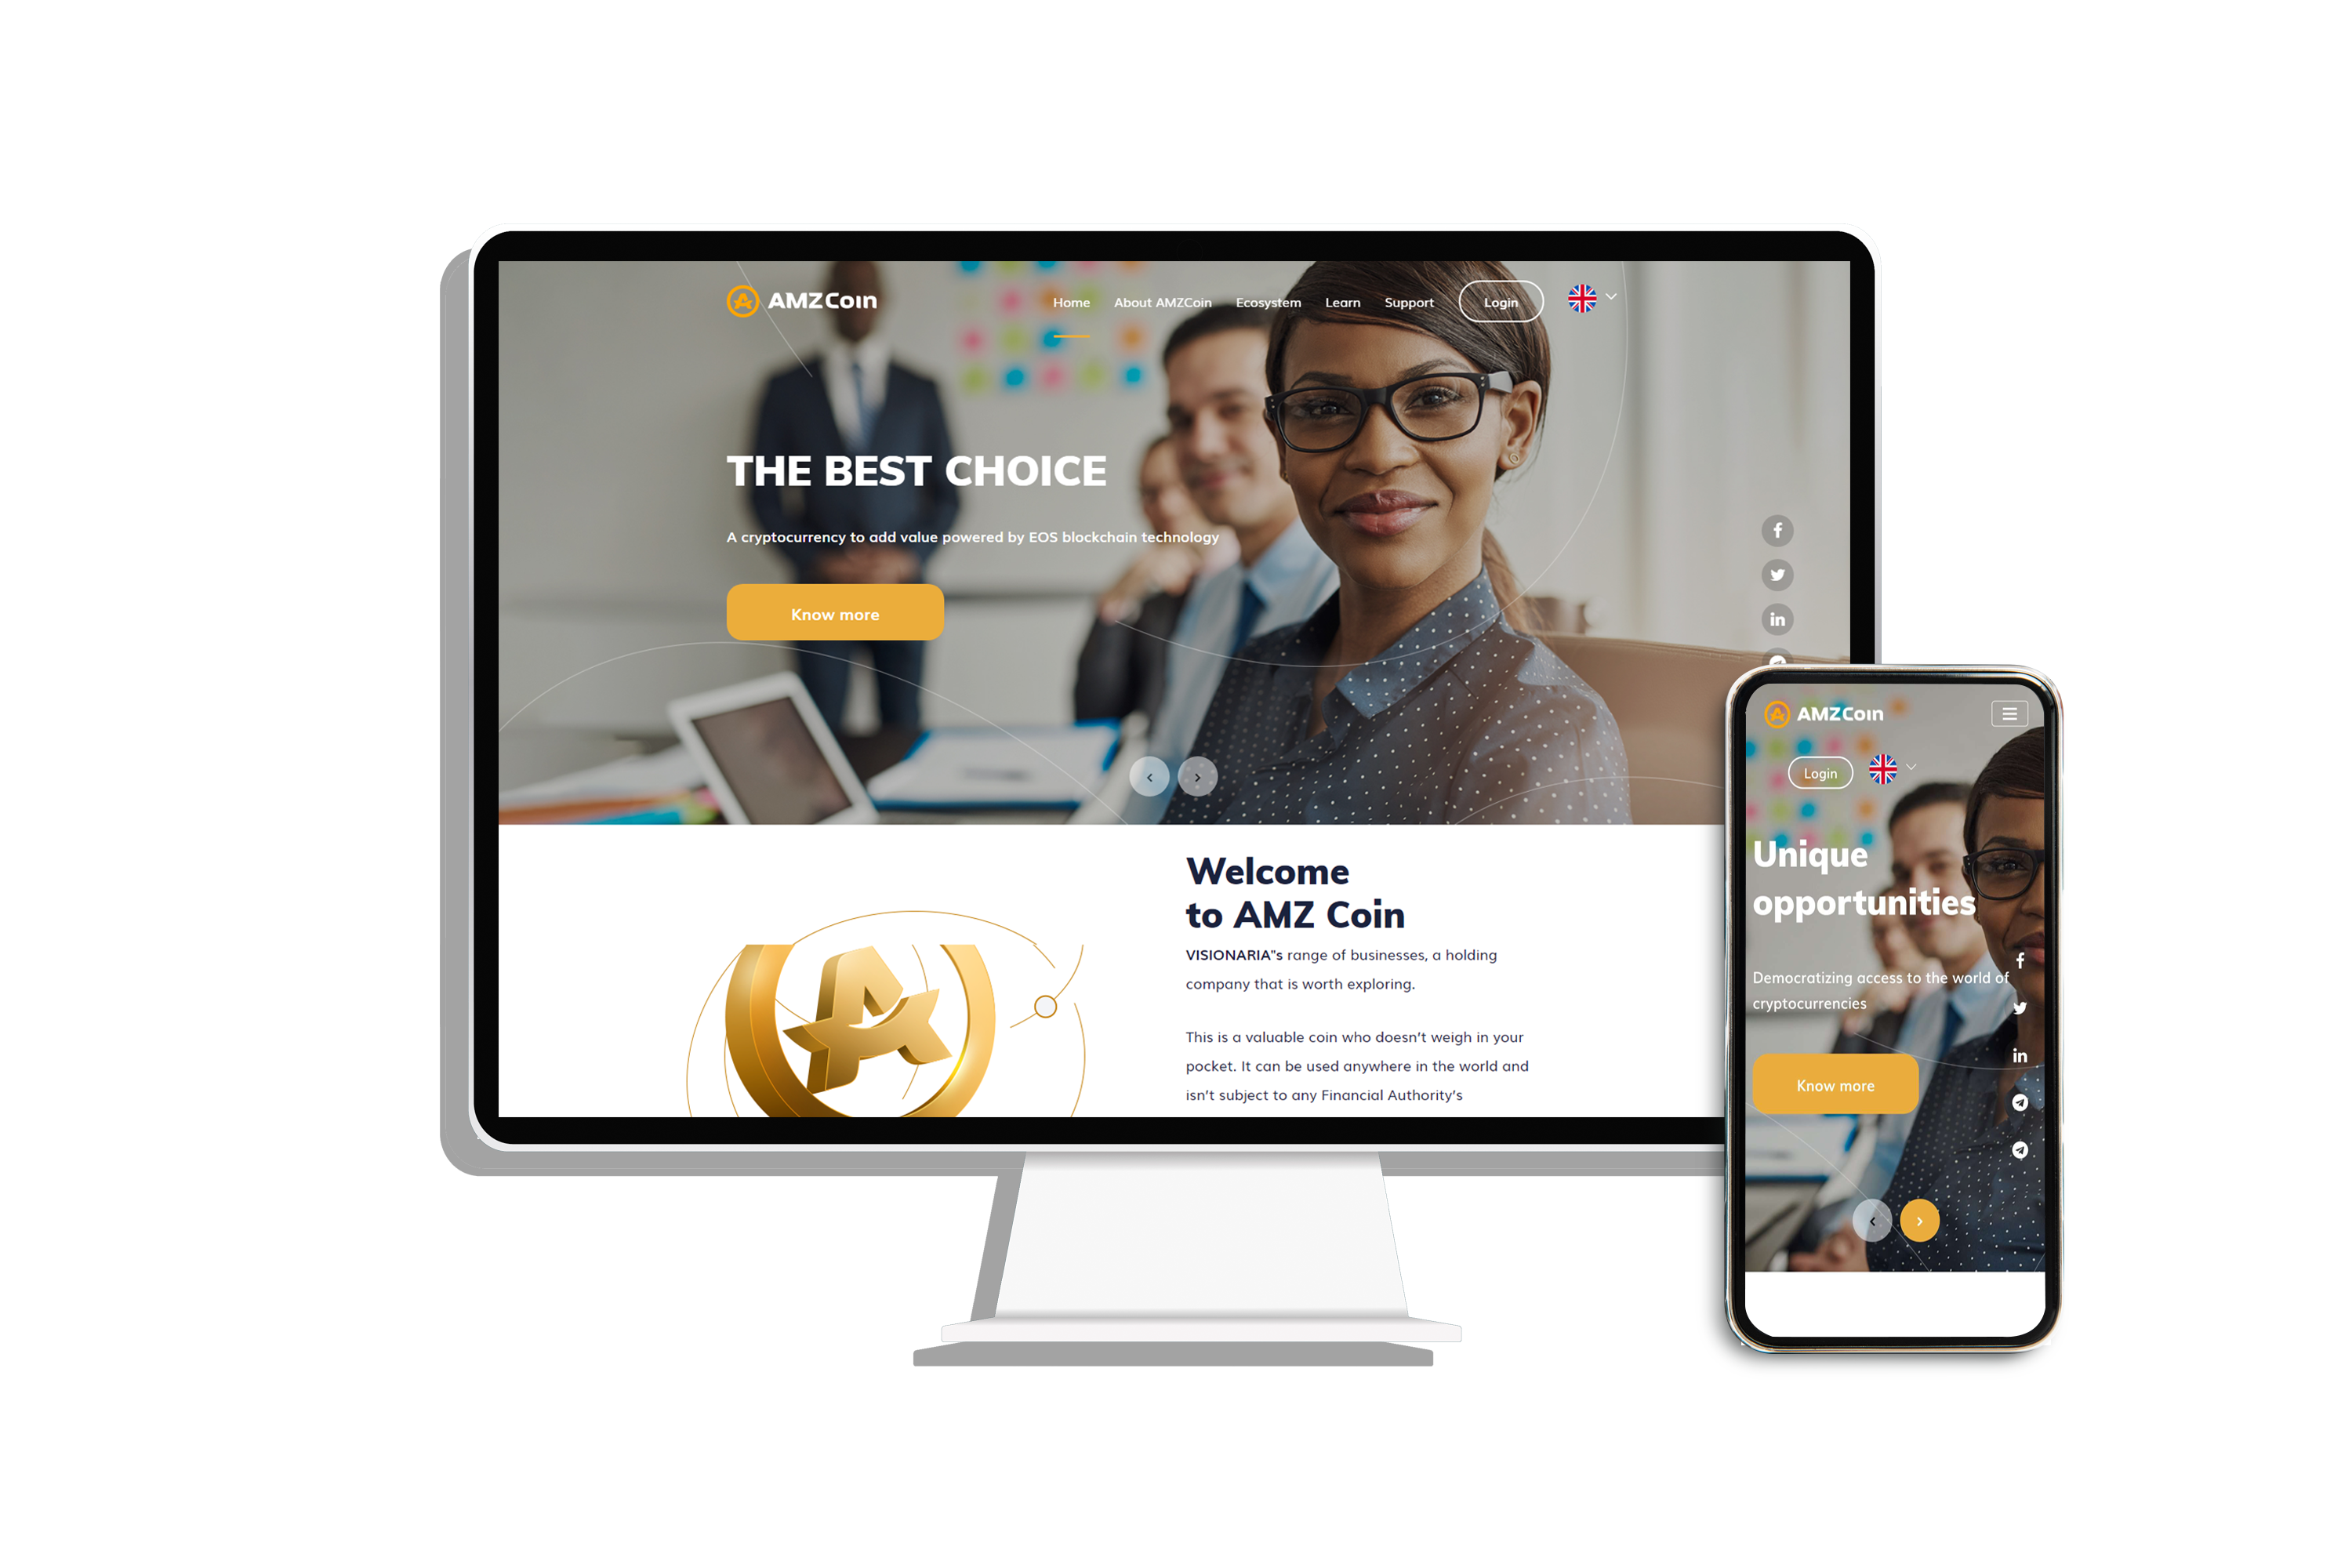 AMZCoin
Home About AMZCoin Ecosystem Learn Support Login
THE BEST CHOICE
A cryptocurrency to add value powered by EOS blockchain technology
Know more
Welcome
to AMZ Coin
VISIONARIA"s range of businesses, a holding
company that is worth exploring.
This is a valuable coin who doesn't weigh in your
pocket. It can be used anywhere in the world and
isn't subject to any Financial Authority's
AMZCoin
Login
Unique
opportunities
Democratizing access to the world of
cryptocurrencies
Know more